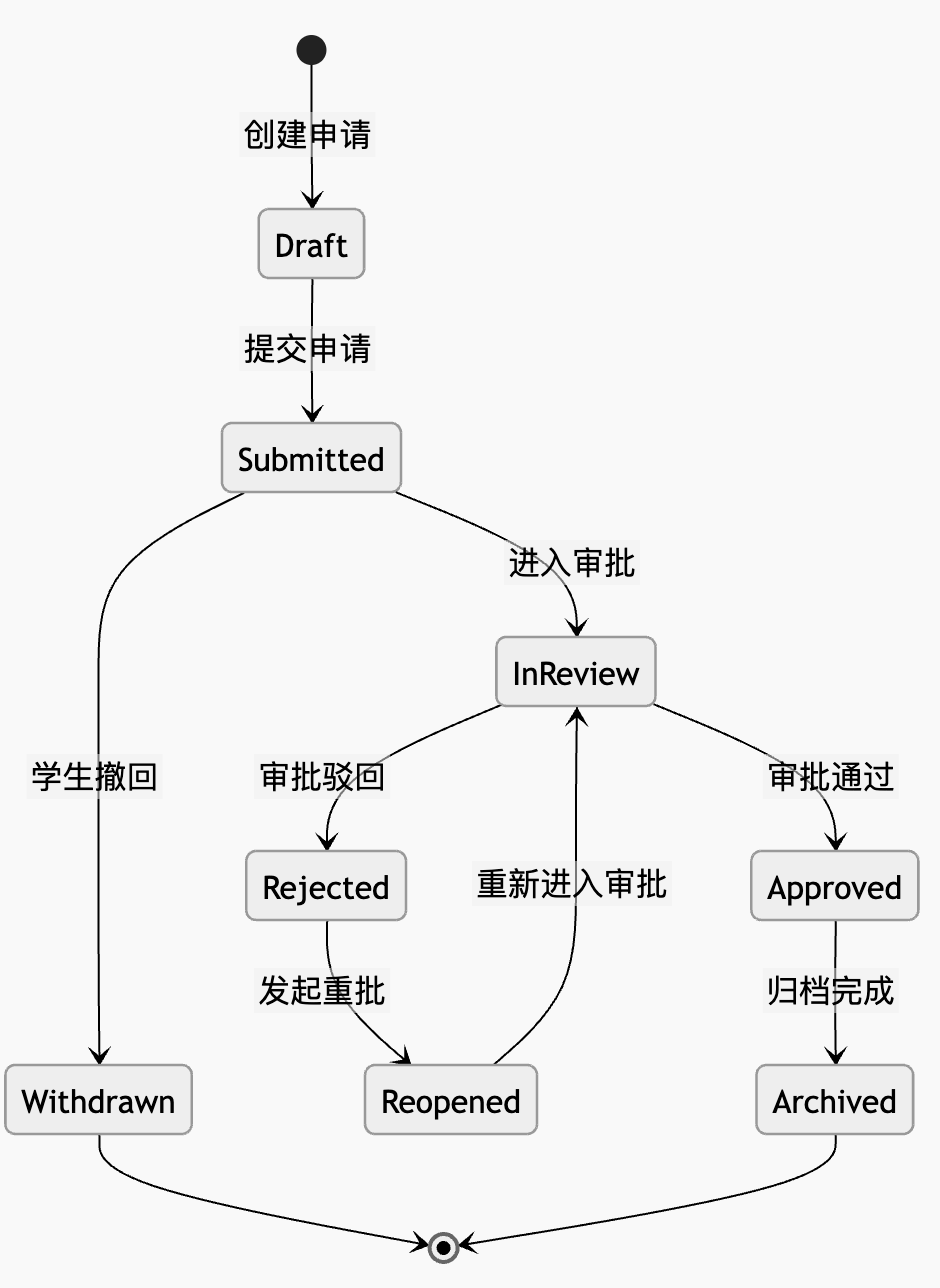 创建申请
Draft
提交申请
Submitted
进入审批
InReview
学生撤回
审批驳回
审批通过
Rejected
重新进入审批
Approved
发起重批
归档完成
Withdrawn
Reopened
Archived